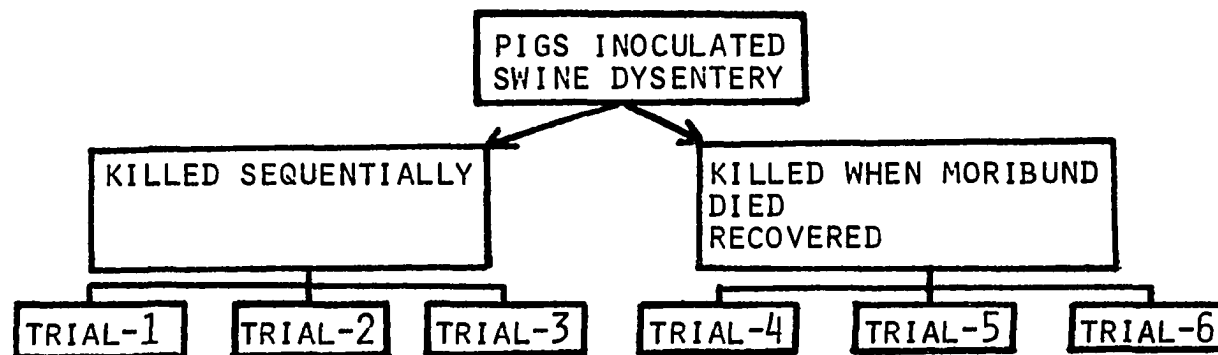 PIGS INOCULATED
SWINE DYSENTERY
KILLED SEQUENTIALLY
KILLED WHEN MORIBUND
DIED
RECOVERED
TRIAL-1
TRIAL-2
TRIAL-3
TRIAL-4
TRIAL-5
TRIAL-6